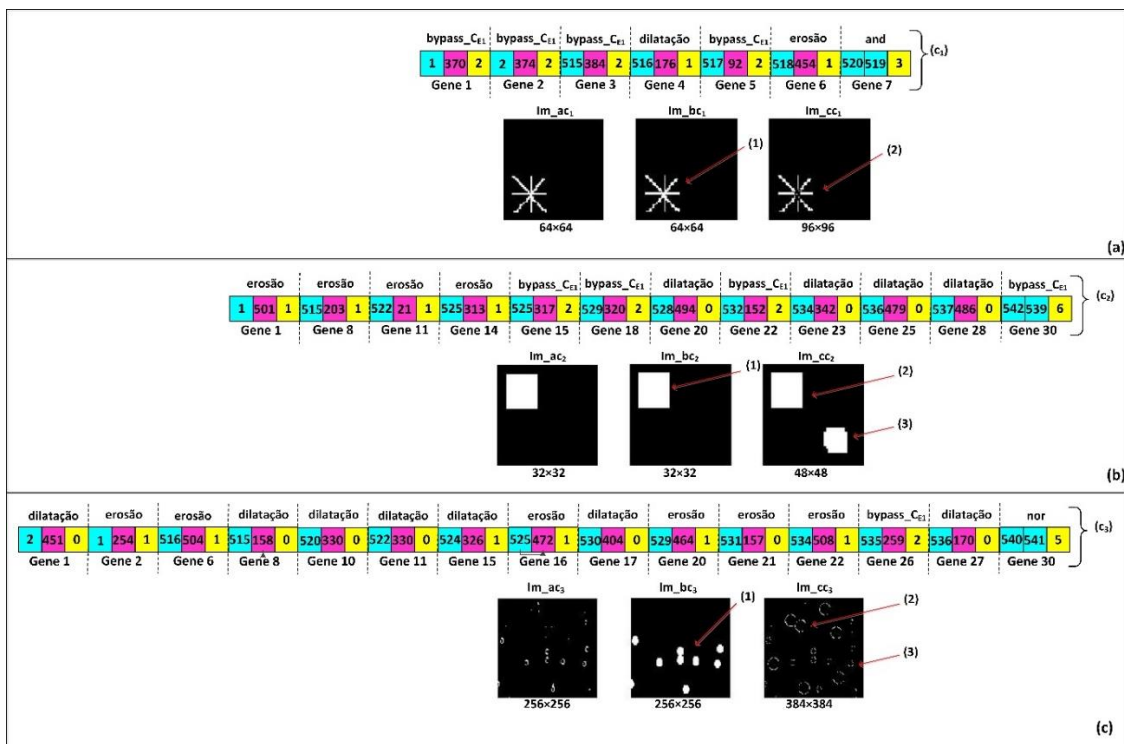 bypass_CE1 bypass_CE1 bypass_CE1 dilatação bypass_CE1 erosão and
1 370 2 2 374 2 515 384 2 516 176 1 517 92 2 518 454 1 520 519 3 (c1)
Gene 1 Gene 2 Gene 3 Gene 4 Gene 5 Gene 6 Gene 7
Im_ac1 Im_bc1 Im_cc1
(1) (2)
64×64 64×64 96×96
(a)
erosão erosão erosão erosão bypass_CE1 bypass_CE1 dilatação bypass_CE1 dilatação dilatação dilatação bypass_CE1
1 501 1 515 203 1 522 21 1 525 313 1 525 317 2 529 320 2 528 494 0 532 152 2 534 342 0 536 479 0 537 486 0 542 539 6 (c2)
Gene 1 Gene 8 Gene 11 Gene 14 Gene 15 Gene 18 Gene 20 Gene 22 Gene 23 Gene 25 Gene 28 Gene 30
Im_ac2 Im_bc2 Im_cc2
(1) (2)
(3)
32×32 32×32 48×48
(b)
dilatação erosão erosão dilatação dilatação dilatação dilatação erosão dilatação erosão dilatação erosão bypass_CE1 dilatação nor
2 451 0 1 254 1 516 504 1 515 158 0 520 330 0 522 330 0 524 326 1 525 472 1 530 404 0 529 464 1 531 157 0 534 508 1 535 259 2 536 170 0 540 541 5 (c3)
Gene 1 Gene 2 Gene 6 Gene 8 Gene 10 Gene 11 Gene 15 Gene 16 Gene 17 Gene 20 Gene 21 Gene 22 Gene 26 Gene 27 Gene 30
Im_ac3 Im_bc3 Im_cc3
(1) (2)
(3)
256×256 256×256 384×384
(c)